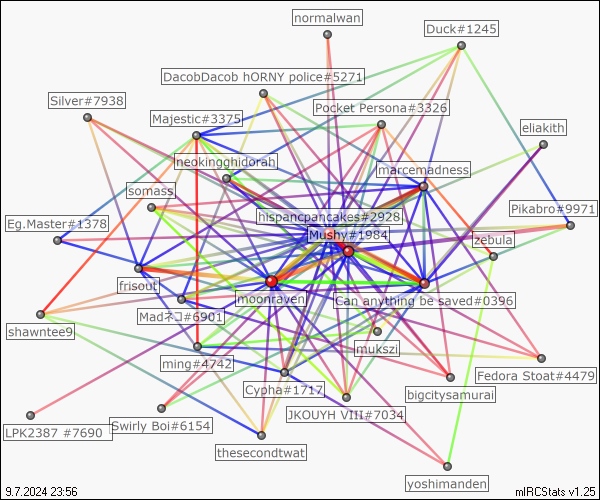 normalwan
Duck#1245
DacobDacob hORNY police#5271
Silver#7938
Pocket Persona#3326
Majestic#3375
eliakith
neokingghidorah
marcemadness
somass
hispancpancakes#2928
Pikabro#9971
Eg.Master#1378
Mushy#1984
zebula
frisout
moonraven
Can anything be saved#0396
Madネコ#6901
shawntee9
mukszi
ming#4742
Fedora Stoat#4479
Cypha#1717
bigcitysamurai
JKOUYH VIII#7034
LPK2387 #7690
Swirly Boi#6154
thesecondtwat
yoshimanden
9.7.2024 23:56
mIRCStats v1.25